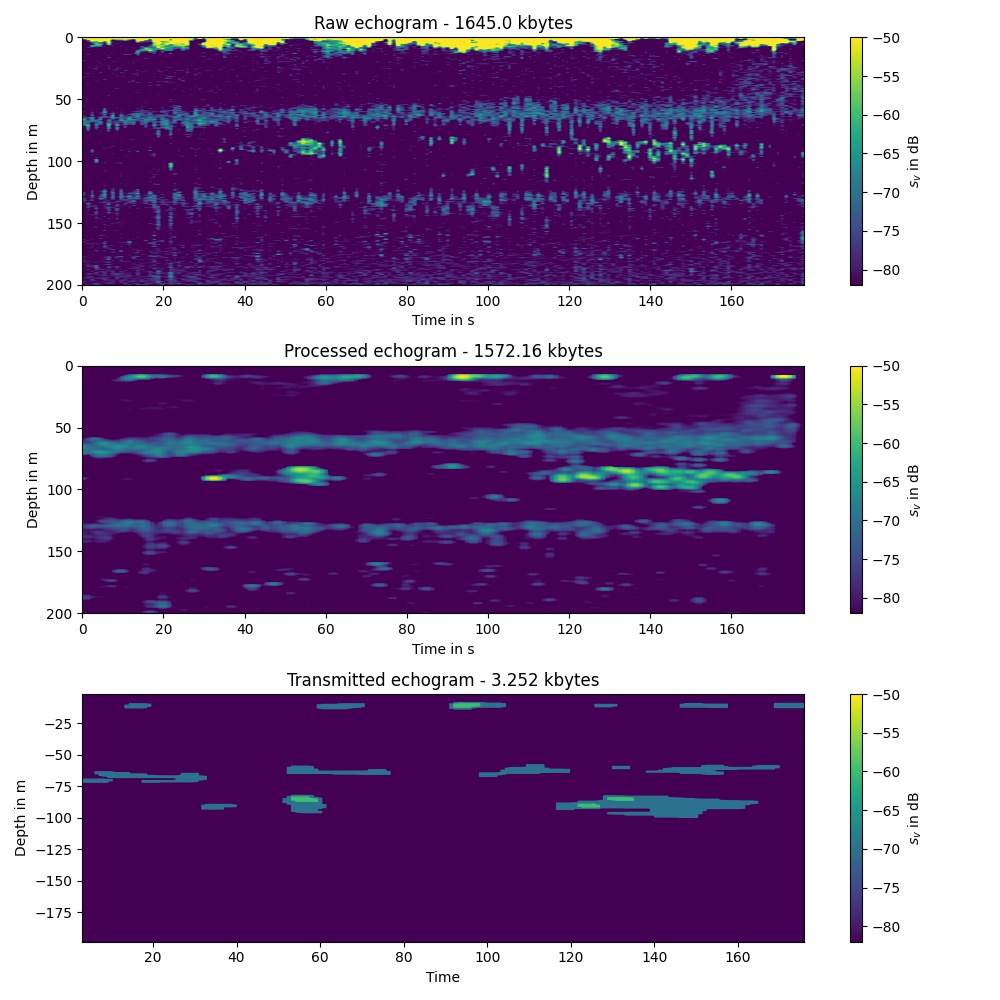 Raw echogram - 1645.0 kbytes
0
50
100
150
200
Depth in m
0 20 40 60 80 100 120 140 160
Time in s
−50
−55
−60
−65
−70
−75
−80
sv in dB
Processed echogram - 1572.16 kbytes
0
50
100
150
200
Depth in m
0 20 40 60 80 100 120 140 160
Time in s
−50
−55
−60
−65
−70
−75
−80
sv in dB
Transmitted echogram - 3.252 kbytes
−25
−50
−75
−100
−125
−150
−175
Depth in m
20 40 60 80 100 120 140 160
Time
−50
−55
−60
−65
−70
−75
−80
sv in dB